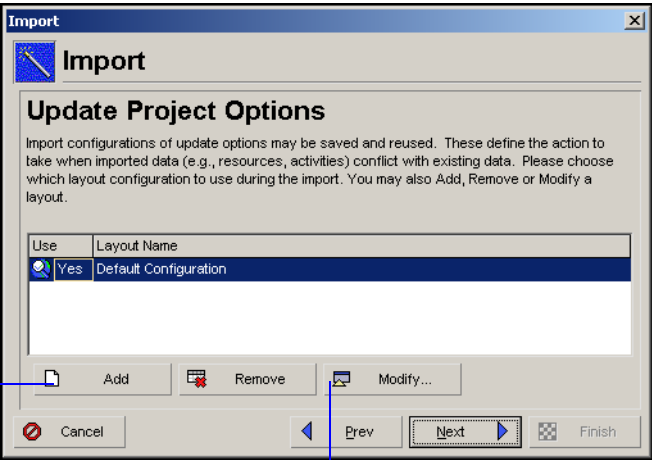 Import
Import
Update Project Options
Import configurations of update options may be saved and reused. These define the action to
take when imported data (e.g., resources, activities) conflict with existing data. Please choose
which layout configuration to use during the import. You may also Add, Remove or Modify a
layout.
Use Layout Name
Yes Default Configuration
Add Remove Modify...
Cancel Prev Next Finish